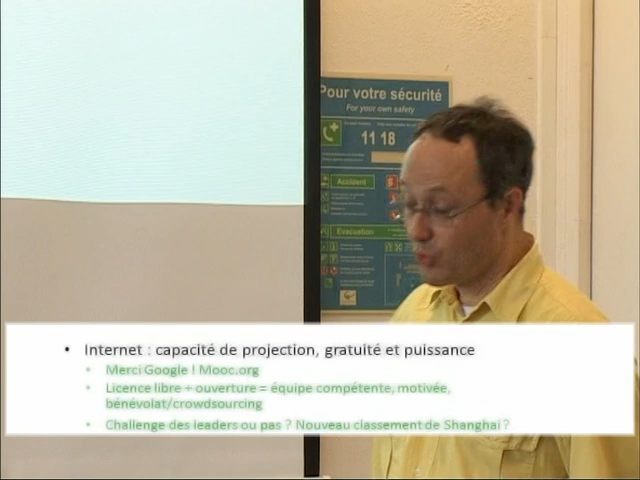 Pour votre sécurité
For your own safety
11 18
Accident
Evacuation
• Internet : capacité de projection, gratuité et puissance
• Merci Google ! Mooc.org
• Licence libre + ouverture = équipe compétente, motivée,
bénévolat/crowdsourcing
• Challenge des leaders ou pas ? Nouveau classement de Shanghaï ?